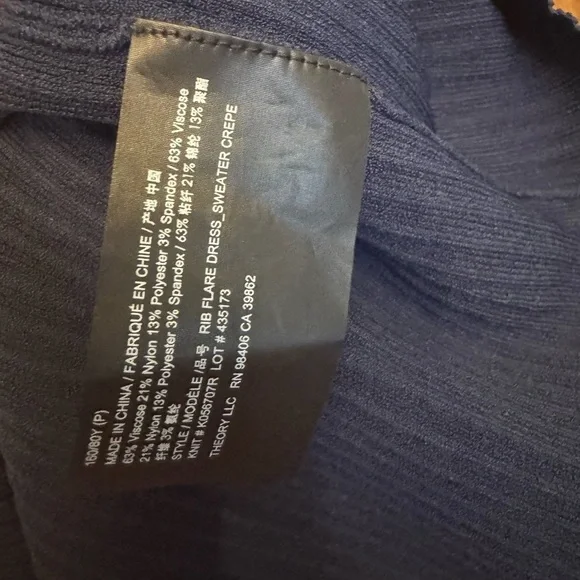 160/80Y (P)
MADE IN CHINA / FABRIQUÉ EN CHINE / 产地 中国
63% Viscose 21% Nylon 13% Polyester 3% Spandex / 63% Viscose
21% Nylon 13% Polyester 3% Spandex / 63% 粘纤 21% 锦纶 13% 聚酯
纤维 3% 氨纶
STYLE / MODÈLE /品号 RIB FLARE DRESS_SWEATER CREPE
KNIT # K056707R LOT # 435173
THEORY LLC RN 98406 CA 39862